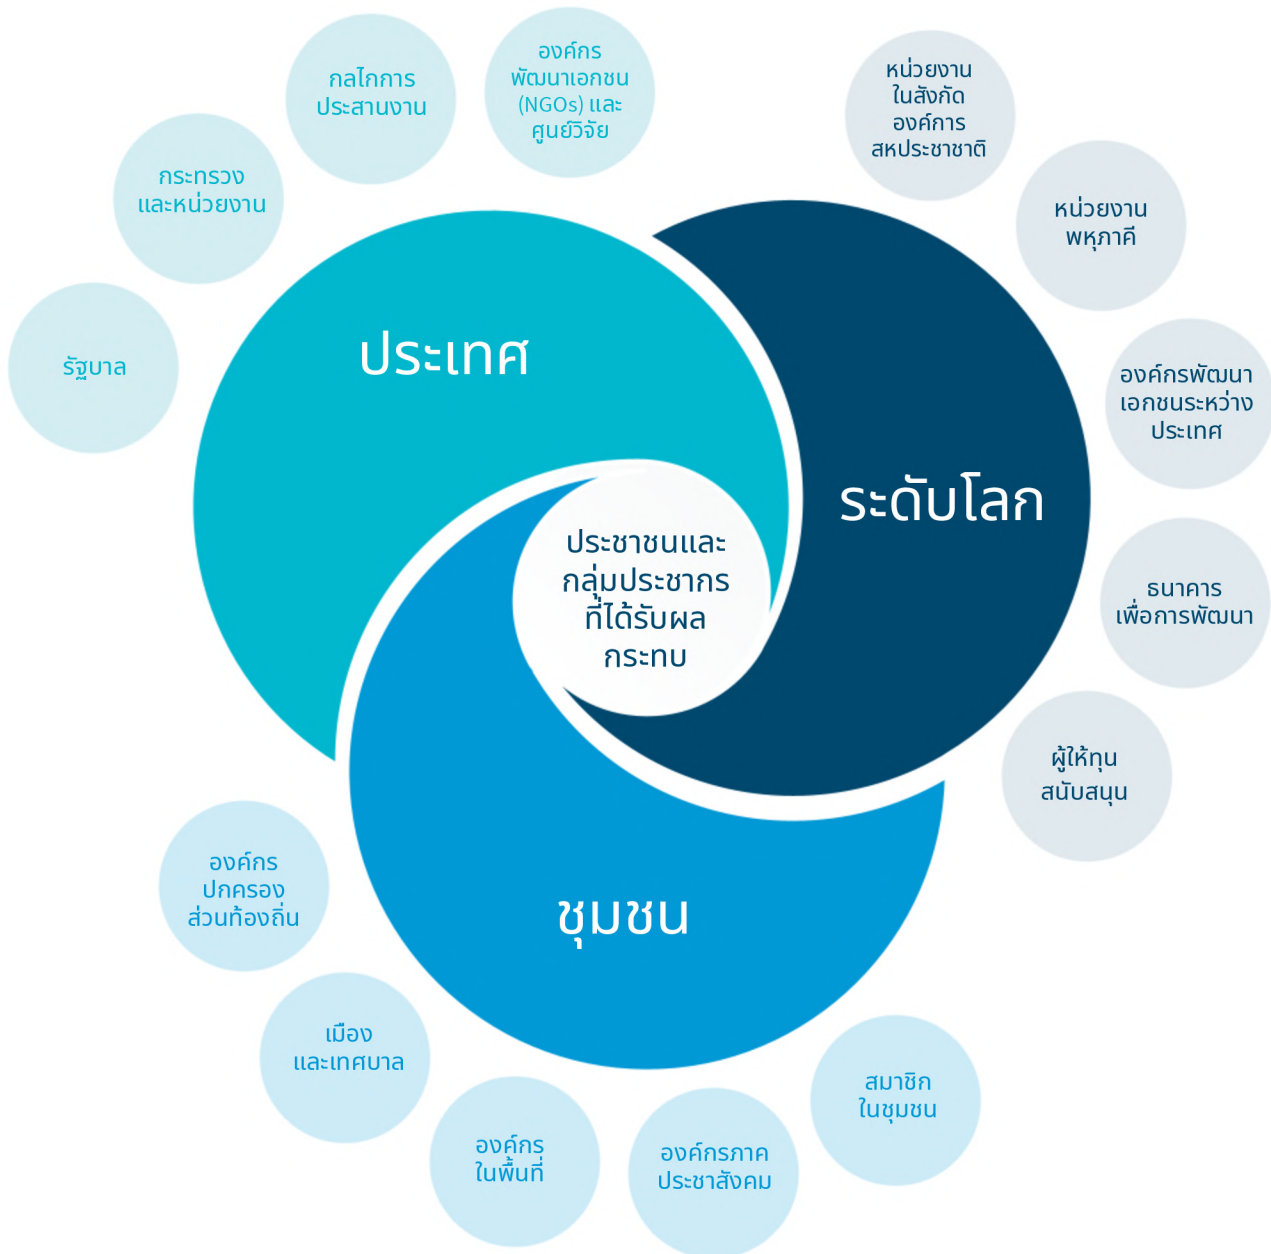 องค์กร
พัฒนาเอกชน
(NGOs) และ
ศูนย์วิจัย
กลไกการ
ประสานงาน
กระทรวง
และหน่วยงาน
รัฐบาล
ประเทศ
หน่วยงาน
ในสังกัด
องค์การ
สหประชาชาติ
หน่วยงาน
พหุภาคี
องค์กรพัฒนา
เอกชนระหว่าง
ประเทศ
ธนาคาร
เพื่อการพัฒนา
ผู้ให้ทุน
สนับสนุน
ระดับโลก
ประชาชนและ
กลุ่มประชากร
ที่ได้รับผล
กระทบ
ชุมชน
องค์กร
ปกครอง
ส่วนท้องถิ่น
เมือง
และเทศบาล
องค์กร
ในพื้นที่
องค์กรภาค
ประชาสังคม
สมาชิก
ในชุมชน